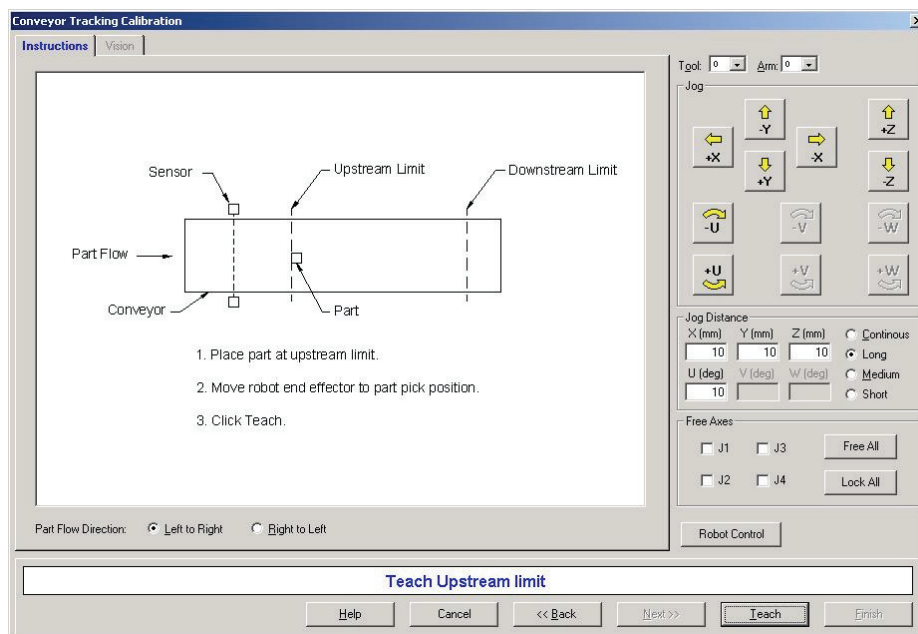 Conveyor Tracking Calibration
Instructions Vision
Sensor
Upstream Limit
Downstream Limit
Part Flow
Conveyor
Part
1. Place part at upstream limit.
2. Move robot end effector to part pick position.
3. Click Teach.
Part Flow Direction: Left to Right Right to Left
Tool: 0 Arm: 0
Jog
-Y +Z
+X -X
+Y -Z
-U -V -W
+U +V +W
Jog Distance
X (mm) Y (mm) Z (mm) Continous
10 10 10 Long
U (deg) V (deg) W (deg) Medium
10 Short
Free Axes
J1 J3 Free All
J2 J4 Lock All
Robot Control
Teach Upstream limit
Help Cancel << Back Next >> Teach Finish